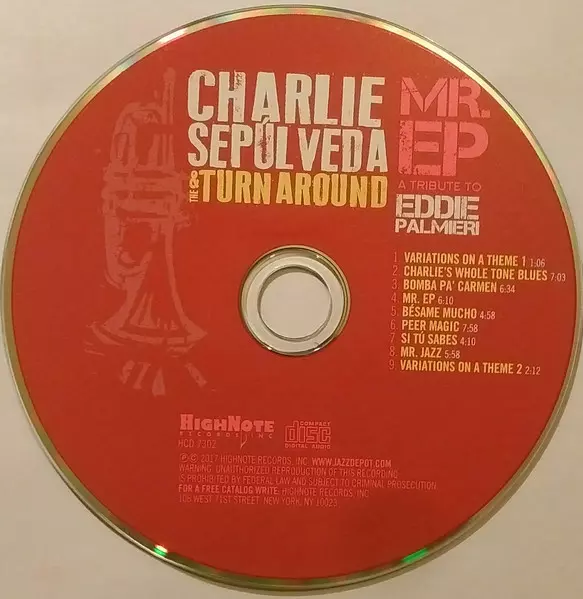 CHARLIE
SEPÚLVEDA
& THE TURNAROUND
MR.
EP
A TRIBUTE TO
EDDIE
PALMIERI
1 VARIATIONS ON A THEME 1 1:06
2 CHARLIE'S WHOLE TONE BLUES 7:03
3 BOMBA PA' CARMEN 6:34
4 MR. EP 6:10
5 BÉSAME MUCHO 4:58
6 PEER MAGIC 7:58
7 SI TÚ SABES 4:10
8 MR. JAZZ 5:58
9 VARIATIONS ON A THEME 2 2:12
HIGHNOTE
RECORDS, INC
HCD 7302
COMPACT
disc
DIGITAL AUDIO
℗ © 2017 HIGHNOTE RECORDS, INC. WWW.JAZZDEPOT.COM
WARNING: UNAUTHORIZED REPRODUCTION OF THIS RECORDING
IS PROHIBITED BY FEDERAL LAW AND SUBJECT TO CRIMINAL PROSECUTION.
FOR A FREE CATALOG WRITE: HIGHNOTE RECORDS, INC.
106 WEST 71ST STREET, NEW YORK, NY 10023